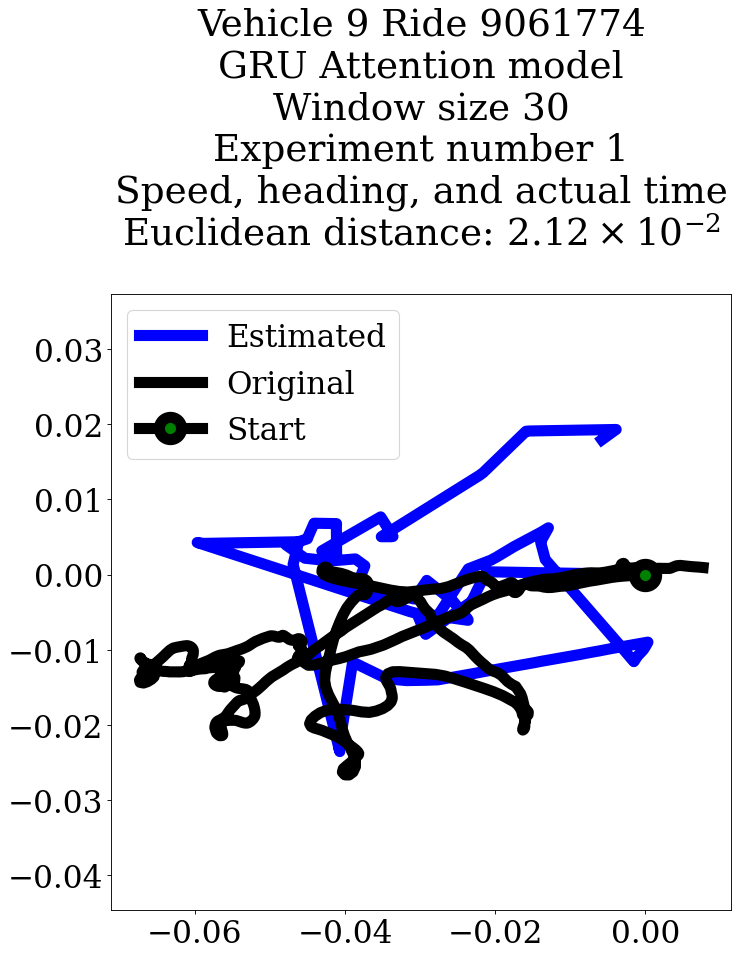 Vehicle 9 Ride 9061774
GRU Attention model
Window size 30
Experiment number 1
Speed, heading, and actual time
Euclidean distance: 2.12 × 10⁻²
Estimated
Original
Start
0.03
0.02
0.01
0.00
−0.01
−0.02
−0.03
−0.04
−0.06
−0.04
−0.02
0.00